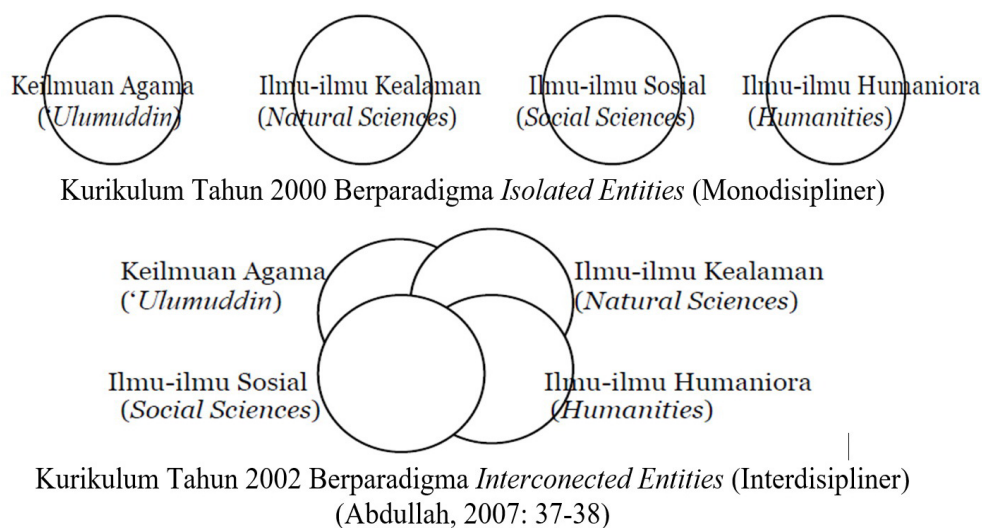 Keilmuan Agama
(‘Ulumuddin)
Ilmu-ilmu Kealaman
(Natural Sciences)
Ilmu-ilmu Sosial
(Social Sciences)
Ilmu-ilmu Humaniora
(Humanities)
Kurikulum Tahun 2000 Berparadigma Isolated Entities (Monodisipliner)
Keilmuan Agama
(‘Ulumuddin)
Ilmu-ilmu Kealaman
(Natural Sciences)
Ilmu-ilmu Sosial
(Social Sciences)
Ilmu-ilmu Humaniora
(Humanities)
Kurikulum Tahun 2002 Berparadigma Interconnected Entities (Interdisipliner)
(Abdullah, 2007: 37-38)